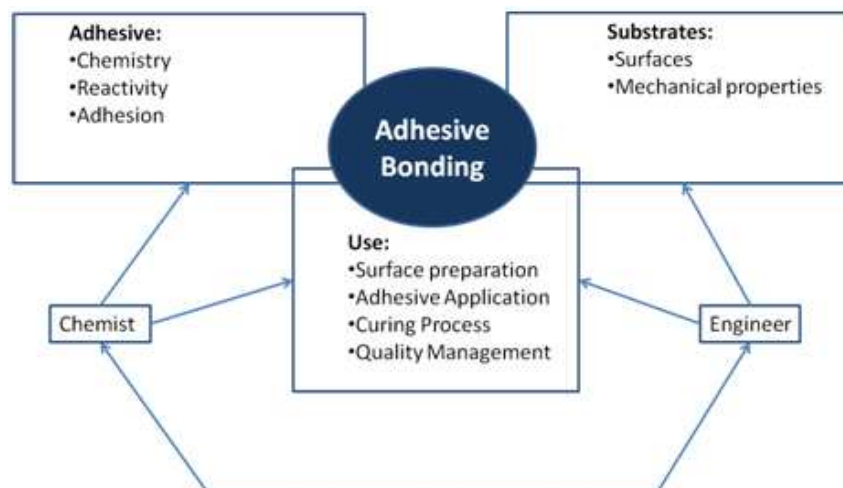 Adhesive:
•Chemistry
•Reactivity
•Adhesion
Substrates:
•Surfaces
•Mechanical properties
Adhesive
Bonding
Use:
•Surface preparation
•Adhesive Application
•Curing Process
•Quality Management
Chemist
Engineer